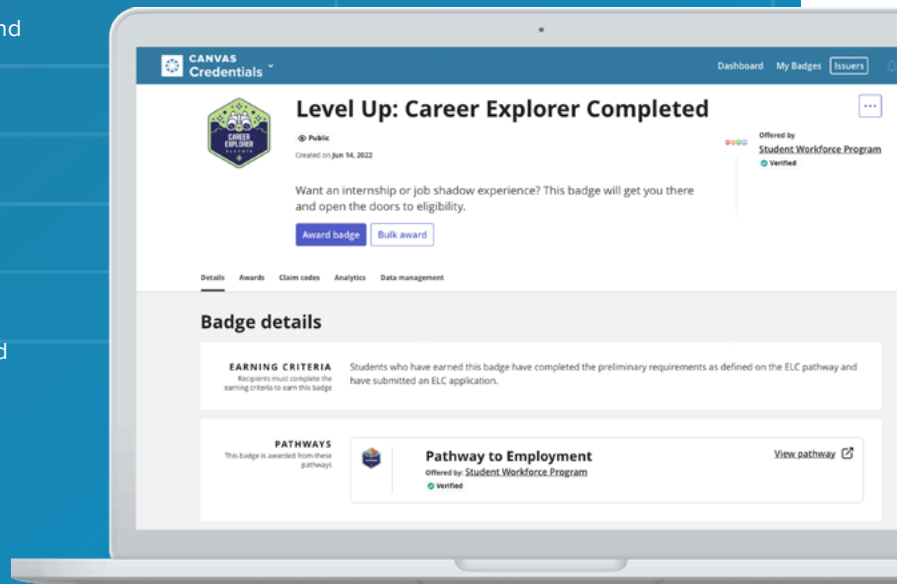 nd
d
CANVAS
Credentials
Dashboard My Badges Issuers
CAREER
EXPLORER
Level Up: Career Explorer Completed
Public
Created on Jun 14, 2022
Offered by
Student Workforce Program
Verified
Want an internship or job shadow experience? This badge will get you there
and open the doors to eligibility.
Award badge Bulk award
Details Awards Claim codes Analytics Data management
Badge details
EARNING CRITERIA
Recipients must complete the
earning criteria to earn this badge
Students who have earned this badge have completed the preliminary requirements as defined on the ELC pathway and
have submitted an ELC application.
PATHWAYS
This badge is awarded from these
pathways
Pathway to Employment
Offered by: Student Workforce Program
Verified
View pathway